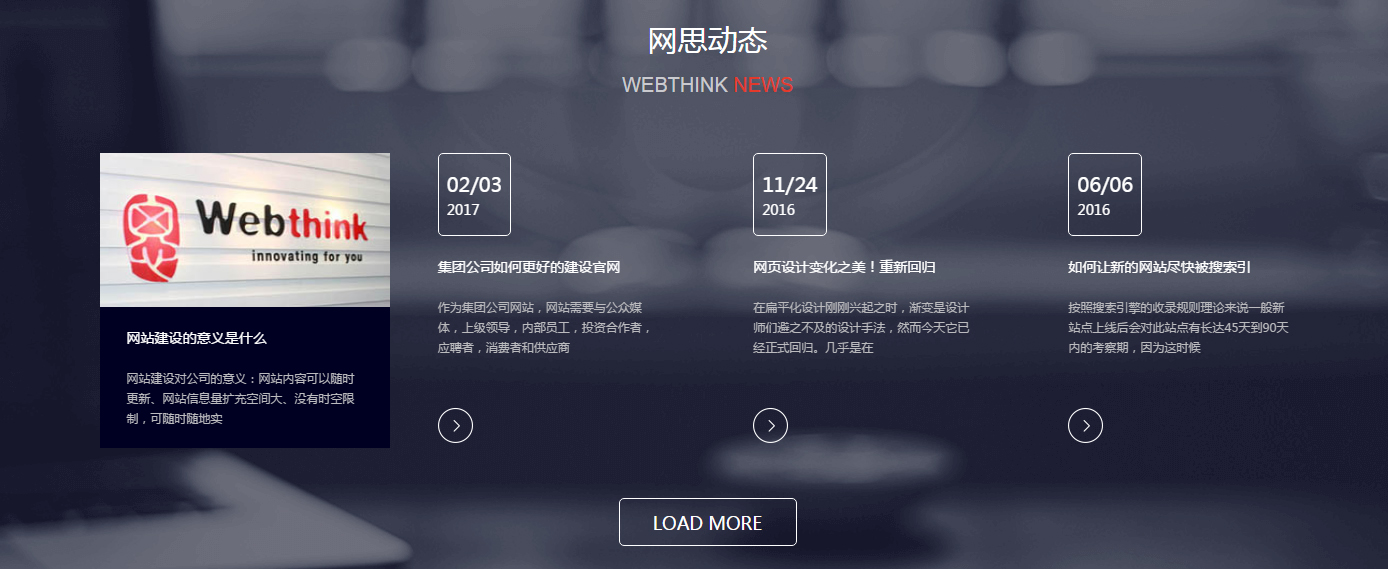 网思动态
WEBTHINK NEWS
Webthink
innovating for you
网站建设的意义是什么
网站建设对公司的意义：网站内容可以随时
更新、网站信息量扩充空间大、没有时空限
制，可随时随地实
02/03
2017
集团公司如何更好的建设官网
作为集团公司网站，网站需要与公众媒
体，上级领导，内部员工，投资合作者，
应聘者，消费者和供应商
11/24
2016
网页设计变化之美！重新回归
在扁平化设计刚刚兴起之时，渐变是设计
师们避之不及的设计手法，然而今天它已
经正式回归。几乎是在
06/06
2016
如何让新的网站尽快被搜索引
按照搜索引擎的收录规则理论来说一般新
站点上线后会对此站点有长达45天到90天
内的考察期，因为这时候
LOAD MORE